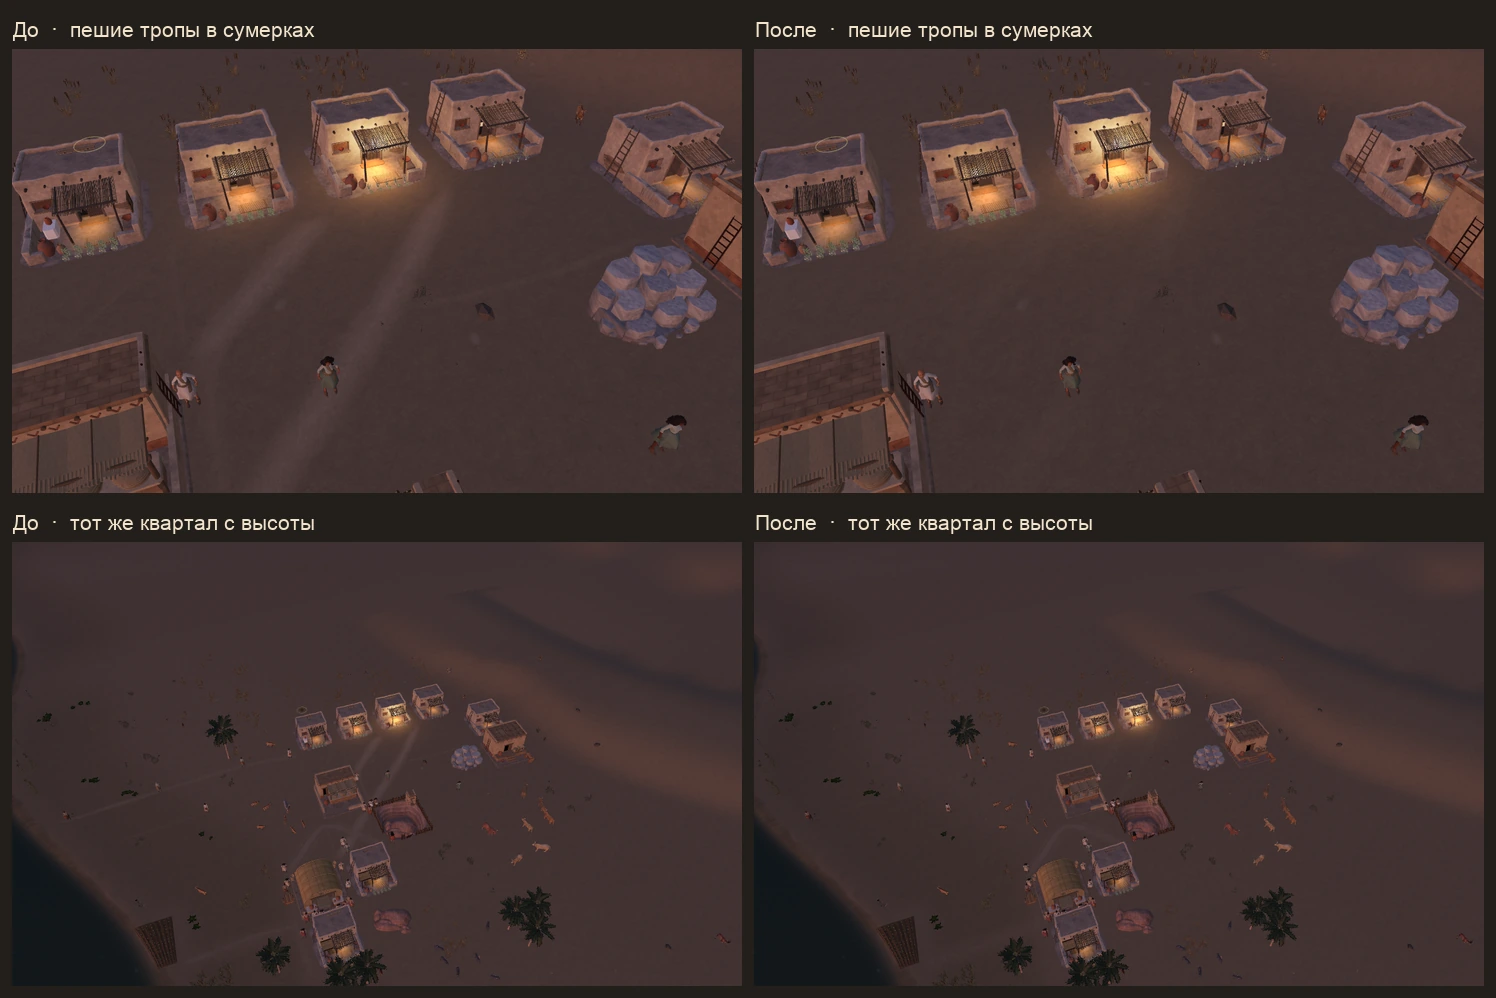 До · пешие тропы в сумерках
После · пешие тропы в сумерках
До · тот же квартал с высоты
После · тот же квартал с высоты